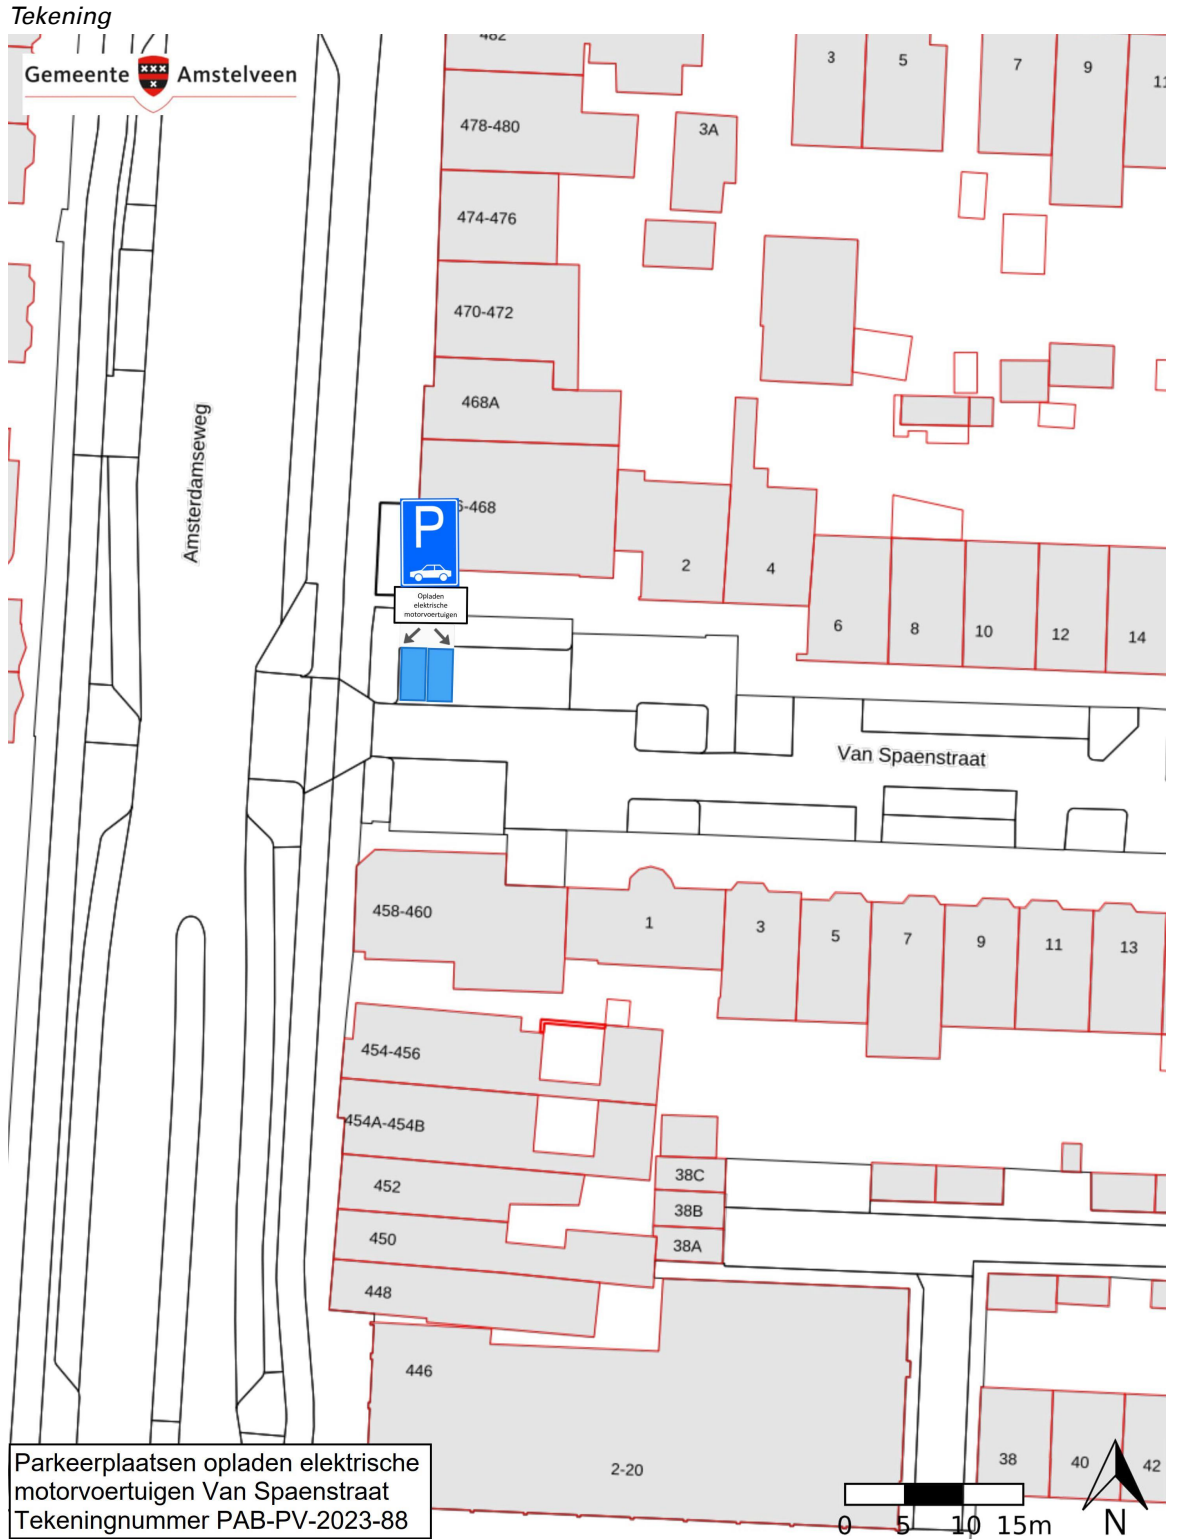 Tekening
Gemeente Amstelveen
482
3
5
7
9
11
478-480
3A
474-476
470-472
468A
Amsterdamseweg
6-468
P
2
4
Opladen
elektrische
motorvoertuigen
6
8
10
12
14
Van Spaenstraat
458-460
1
3
5
7
9
11
13
454-456
454A-454B
452
38C
38B
450
38A
448
446
2-20
38
40
42
Parkeerplaatsen opladen elektrische
motorvoertuigen Van Spaenstraat
Tekeningnummer PAB-PV-2023-88
0 5 10 15m
N